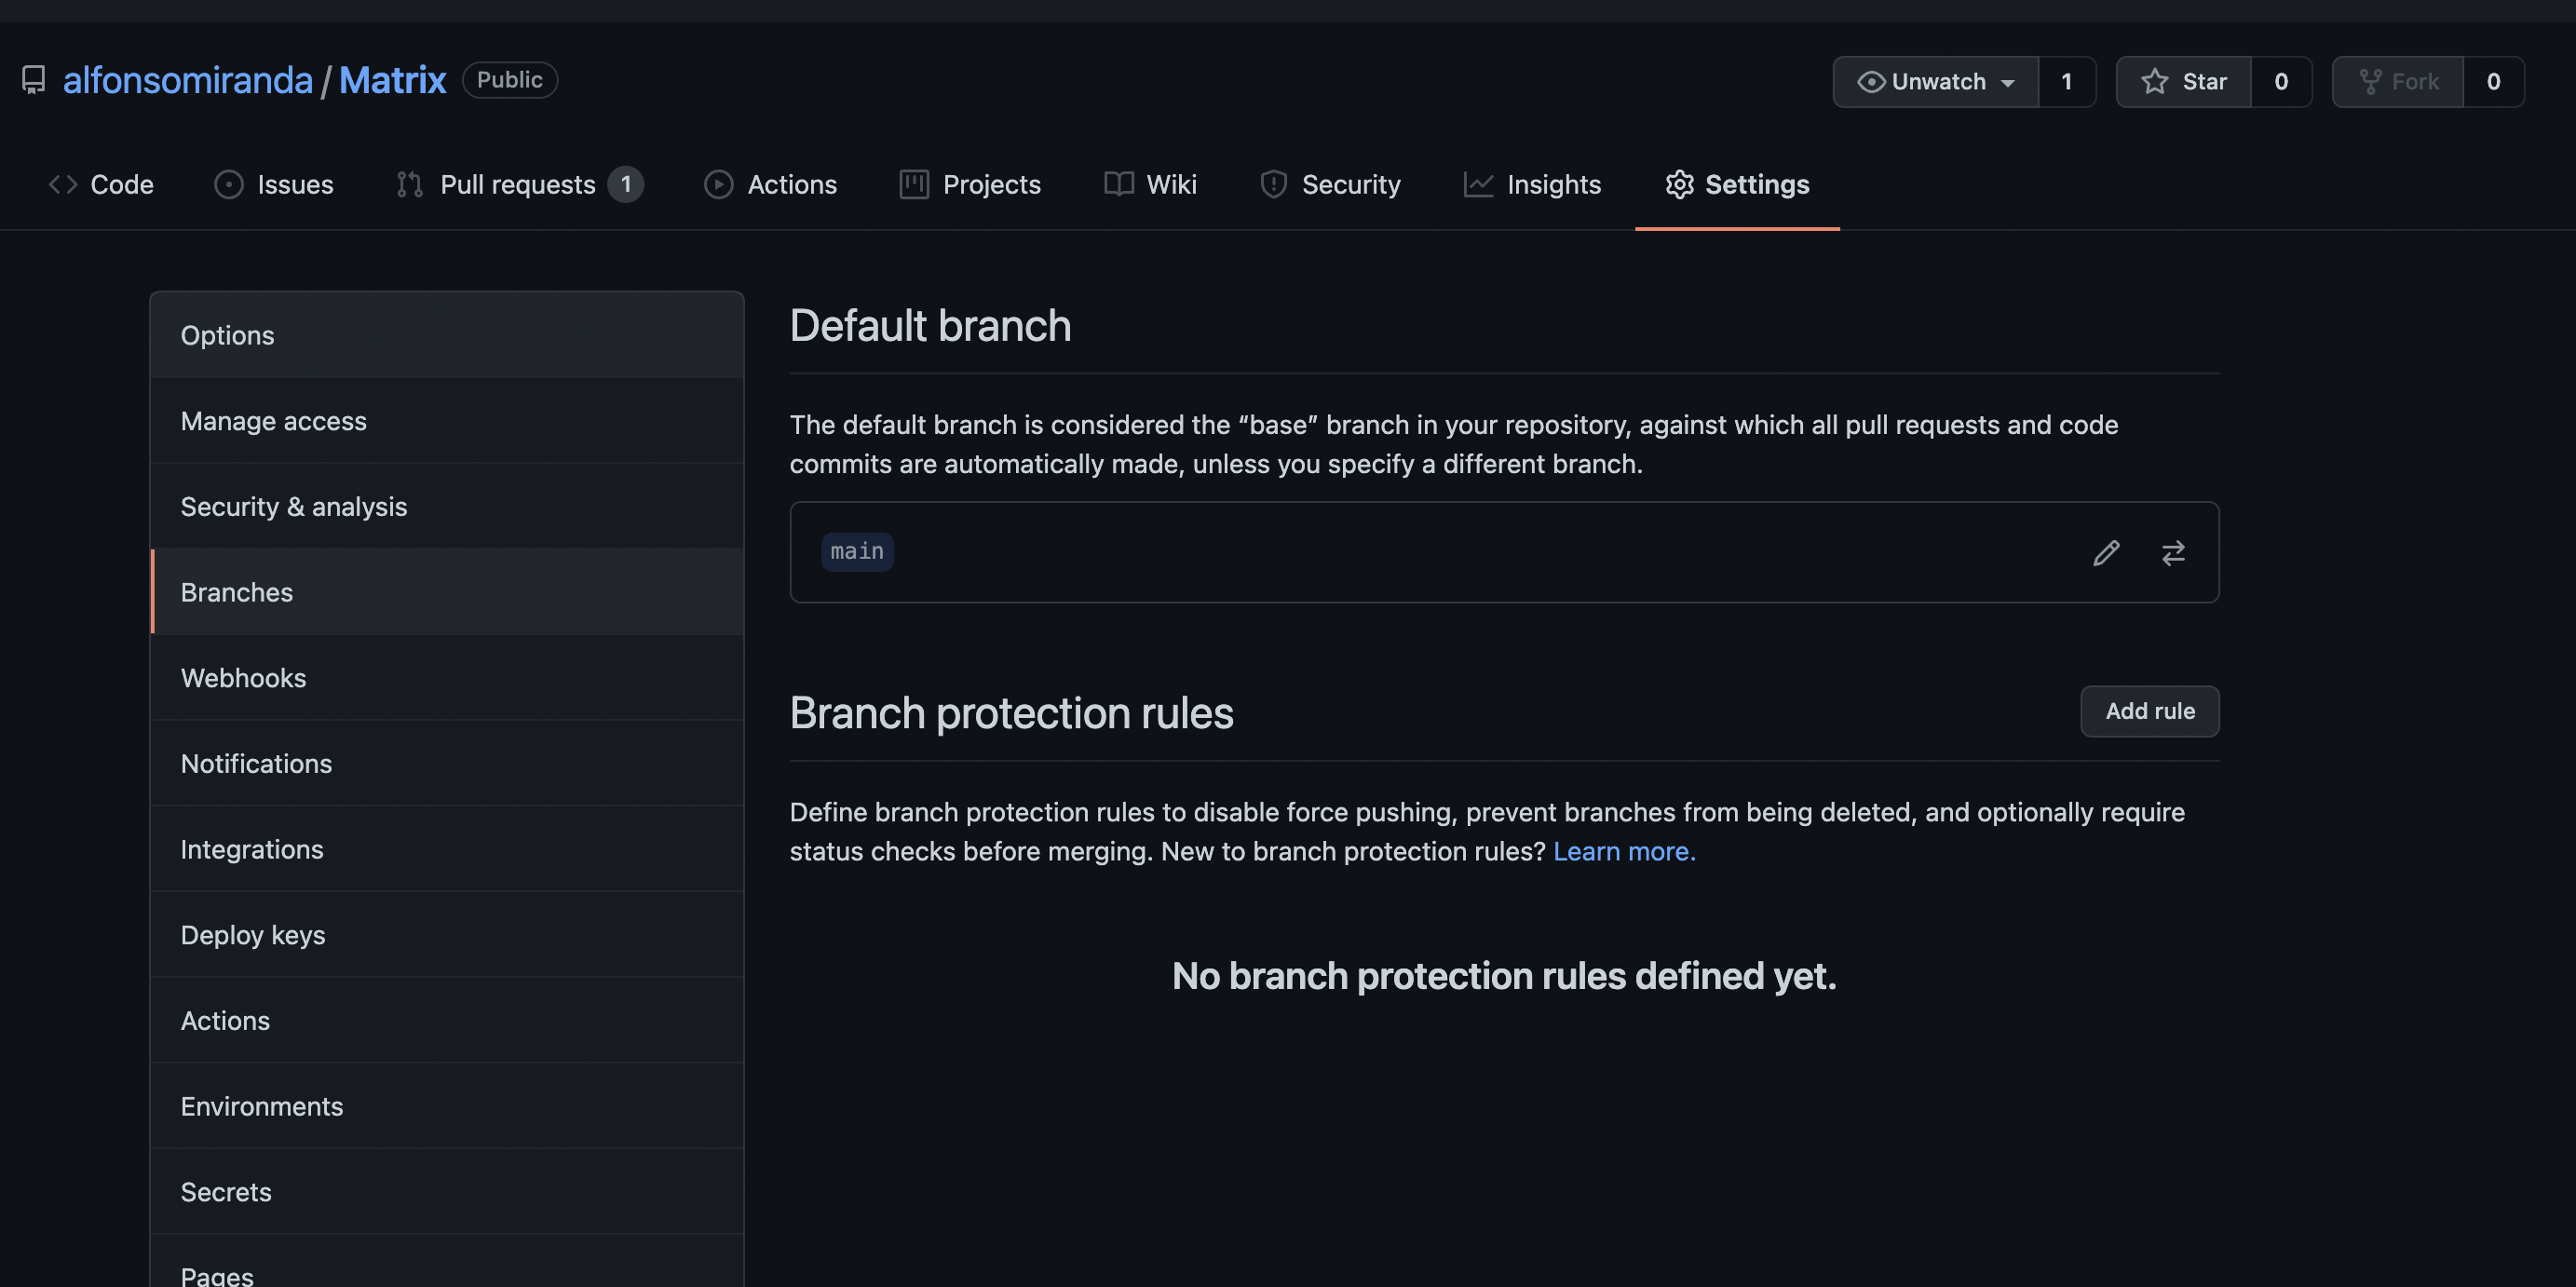 alfonsomiranda / Matrix Public
Unwatch 1 Star 0 Fork 0
Code Issues Pull requests 1 Actions Projects Wiki Security Insights Settings
Options
Manage access
Security & analysis
Branches
Webhooks
Notifications
Integrations
Deploy keys
Actions
Environments
Secrets
Pages
Default branch
The default branch is considered the “base” branch in your repository, against which all pull requests and code
commits are automatically made, unless you specify a different branch.
main
Branch protection rules
Add rule
Define branch protection rules to disable force pushing, prevent branches from being deleted, and optionally require
status checks before merging. New to branch protection rules? Learn more.
No branch protection rules defined yet.